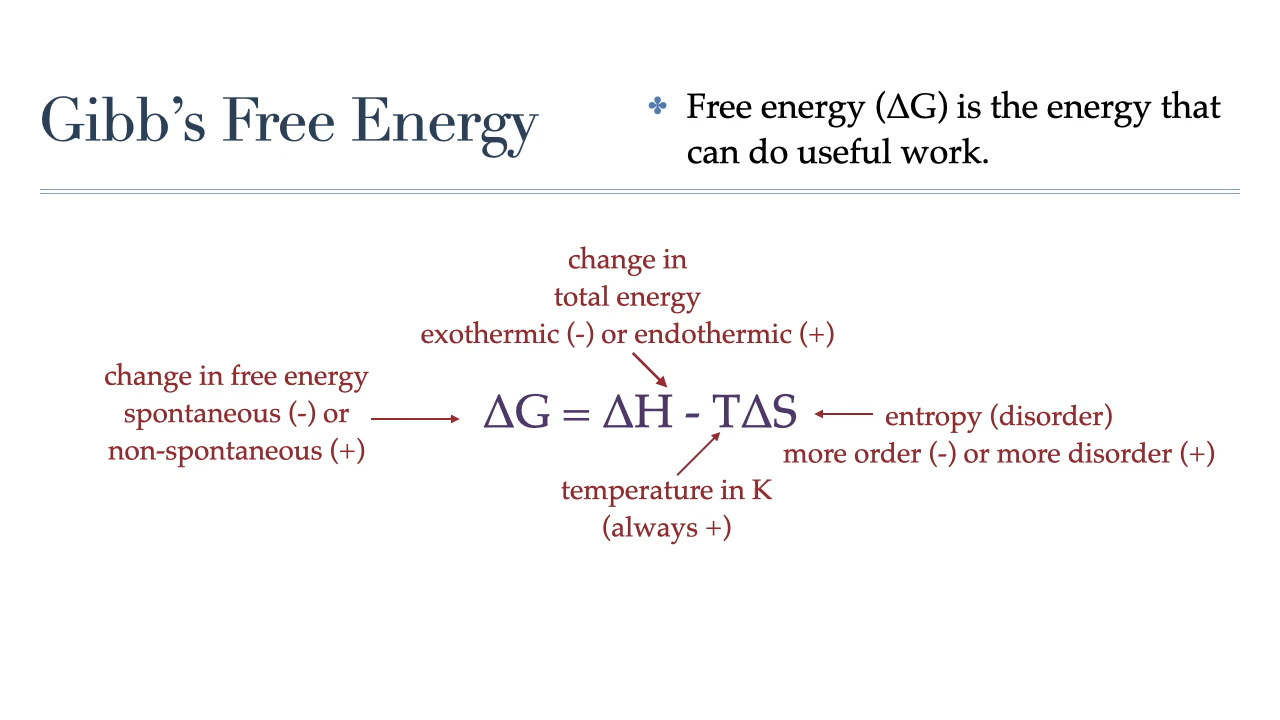 Gibb's Free Energy
✤ Free energy (ΔG) is the energy that
can do useful work.
change in
total energy
exothermic (-) or endothermic (+)
change in free energy
spontaneous (-) or
non-spontaneous (+)
ΔG = ΔH - TΔS
entropy (disorder)
more order (-) or more disorder (+)
temperature in K
(always +)